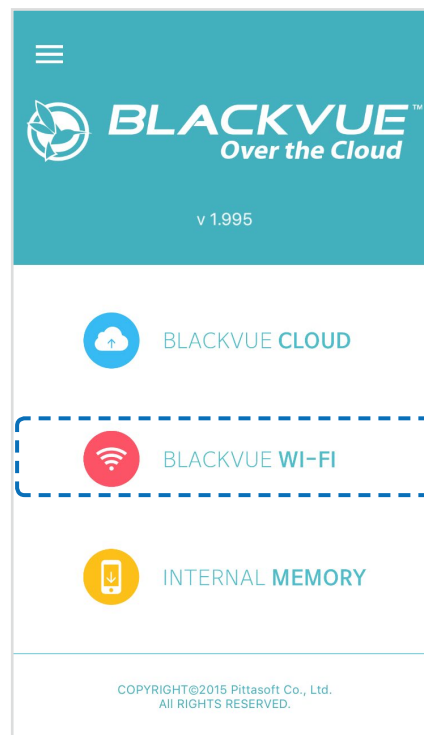 BLACKVUE™
Over the Cloud
v 1.995
BLACKVUE CLOUD
BLACKVUE WI-FI
INTERNAL MEMORY
COPYRIGHT©2015 Pittasoft Co., Ltd.
All RIGHTS RESERVED.